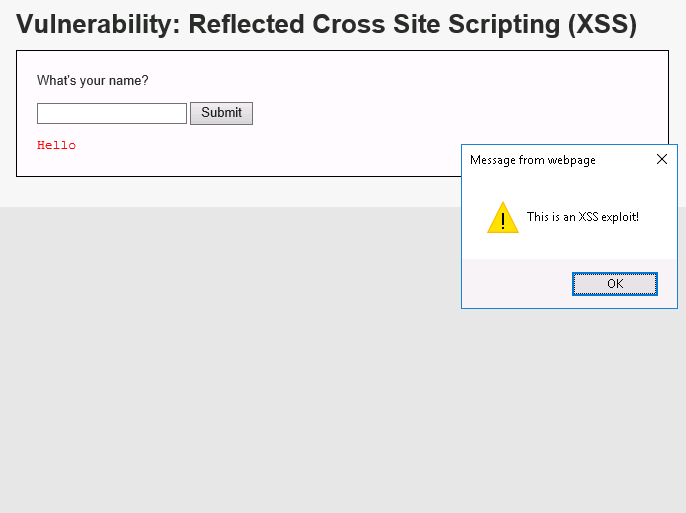 Vulnerability: Reflected Cross Site Scripting (XSS)
What's your name?
Submit
Hello
Message from webpage
This is an XSS exploit!
OK